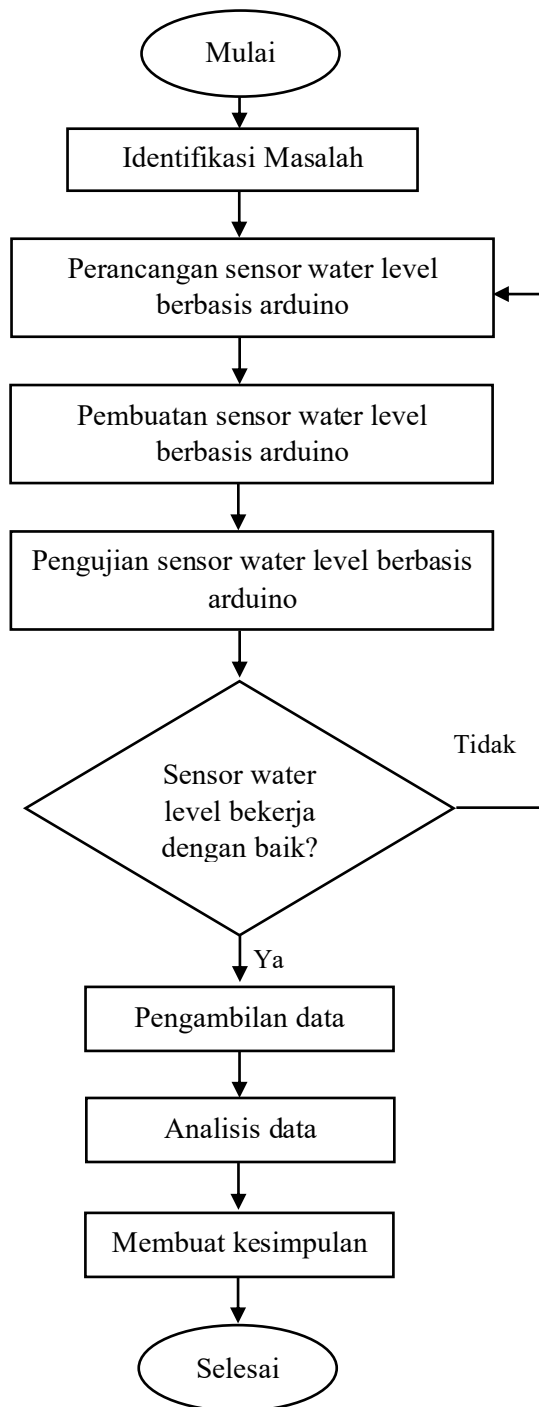 Mulai
Identifikasi Masalah
Perancangan sensor water level
berbasis arduino
Pembuatan sensor water level
berbasis arduino
Pengujian sensor water level berbasis
arduino
Tidak
Sensor water
level bekerja
dengan baik?
Ya
Pengambilan data
Analisis data
Membuat kesimpulan
Selesai